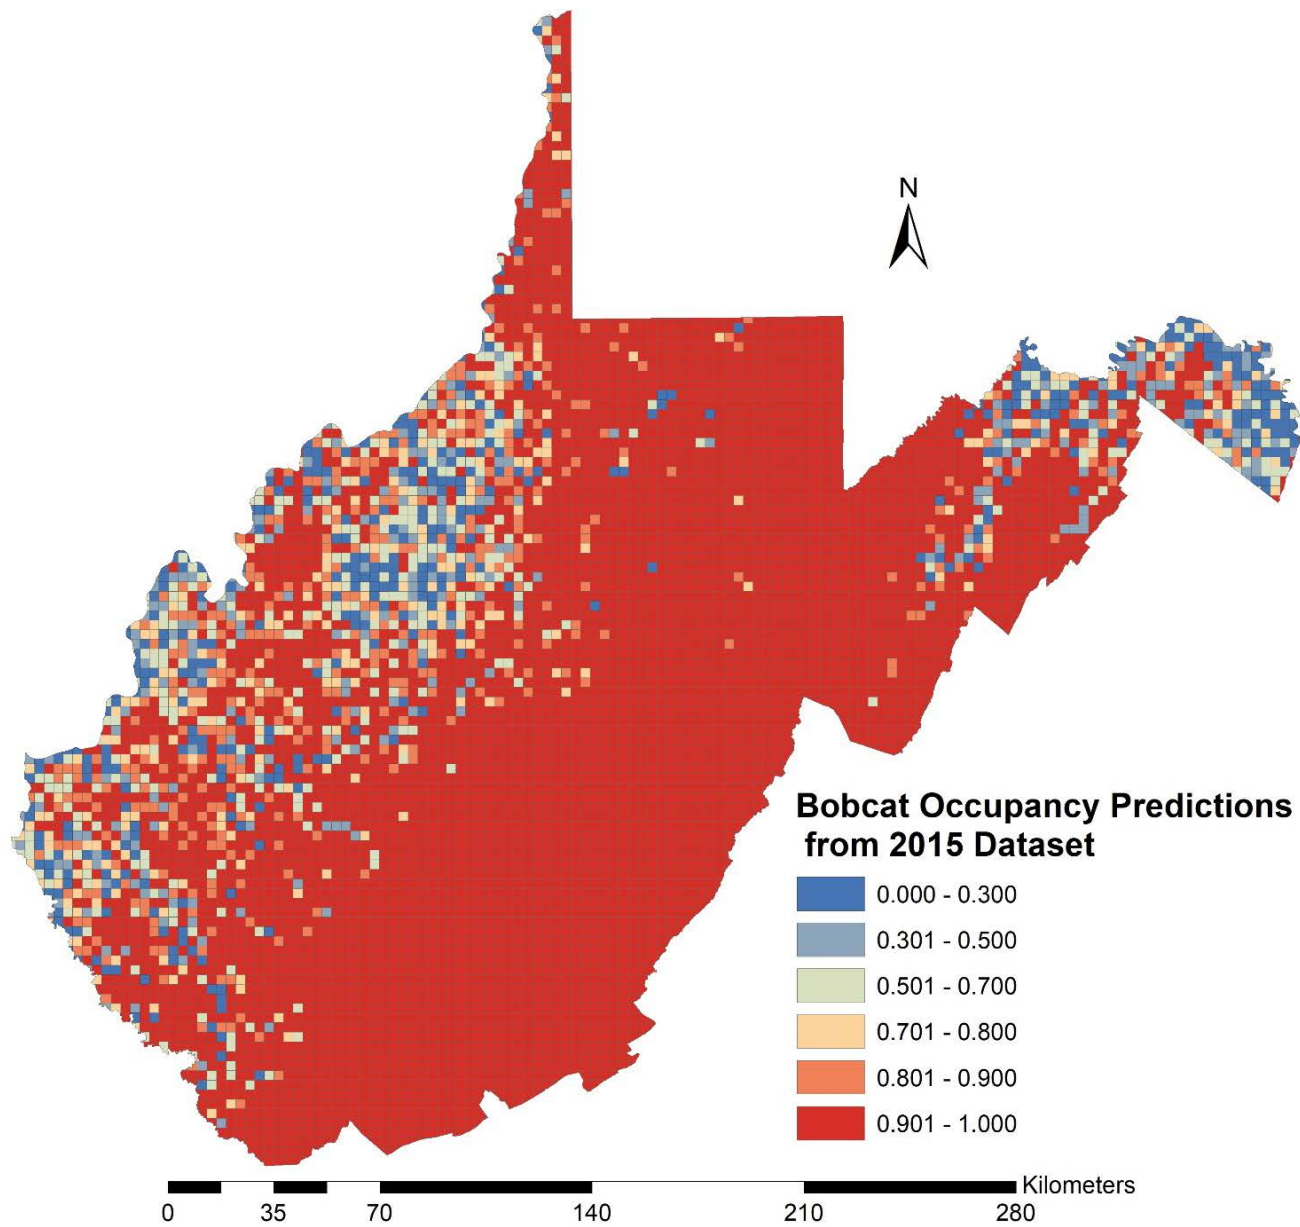 N
Bobcat Occupancy Predictions
from 2015 Dataset
0.000 - 0.300
0.301 - 0.500
0.501 - 0.700
0.701 - 0.800
0.801 - 0.900
0.901 - 1.000
Kilometers
0 35 70 140 210 280